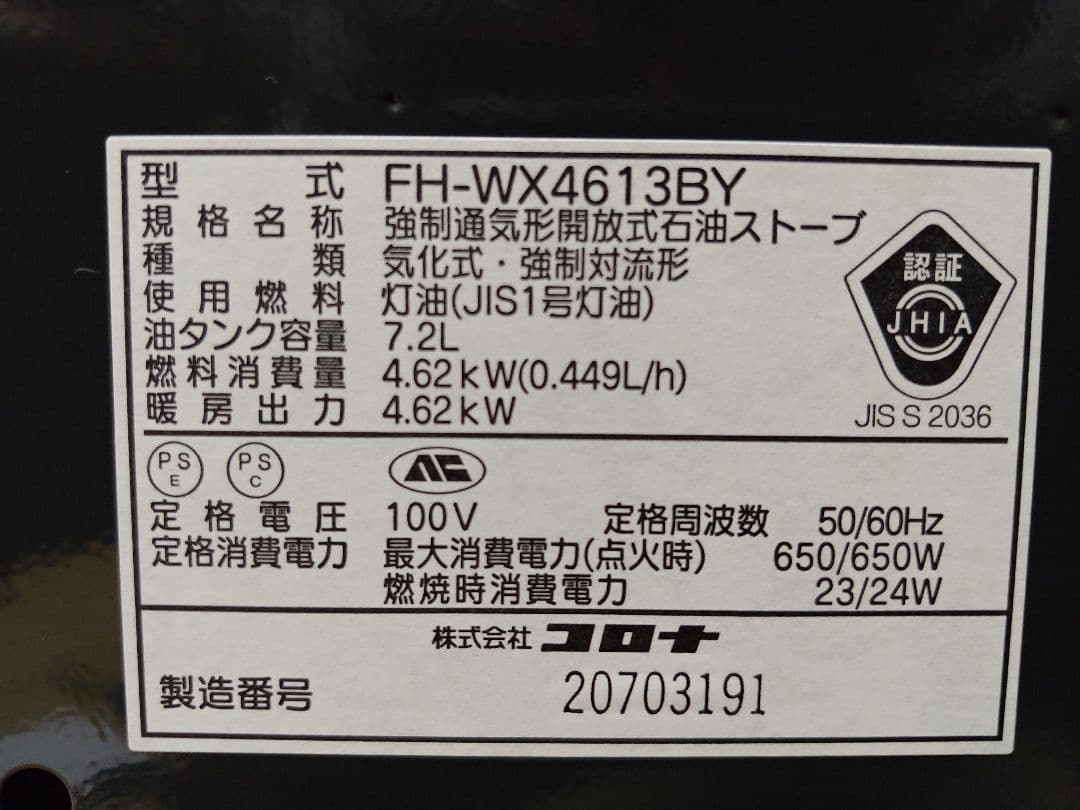 型式 FH-WX4613BY
規格名称 強制通気形開放式石油ストーブ
種類 気化式・強制対流形
使用燃料 灯油(JIS1号灯油)
油タンク容量 7.2L
燃料消費量 4.62kW(0.449L/h)
暖房出力 4.62kW
認証
JHIA
JIS S 2036
PS E PS C
定格電圧 100V 定格周波数 50/60Hz
定格消費電力 最大消費電力(点火時) 650/650W
燃焼時消費電力 23/24W
株式会社 コロナ
製造番号 20703191